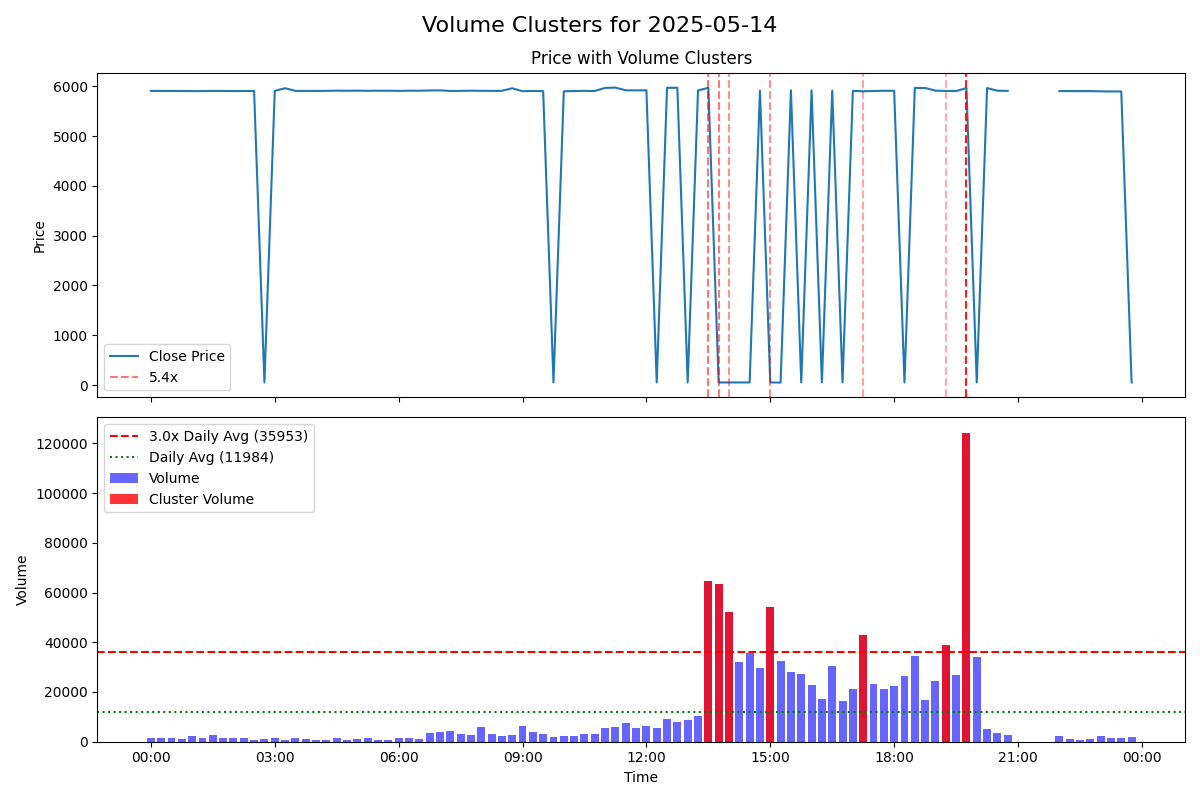 Volume Clusters for 2025-05-14
Price with Volume Clusters
6000
5000
4000
3000
2000
1000
0
Price
Close Price
5.4x
120000
100000
80000
60000
40000
20000
0
Volume
3.0x Daily Avg (35953)
Daily Avg (11984)
Volume
Cluster Volume
00:00 03:00 06:00 09:00 12:00 15:00 18:00 21:00 00:00
Time